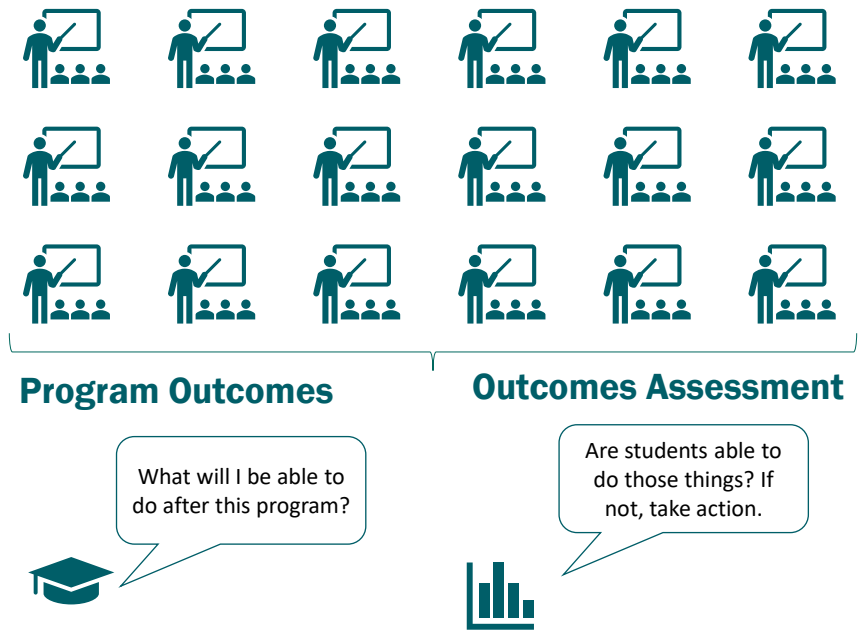 Program Outcomes
Outcomes Assessment
What will I be able to
do after this program?
Are students able to
do those things? If
not, take action.